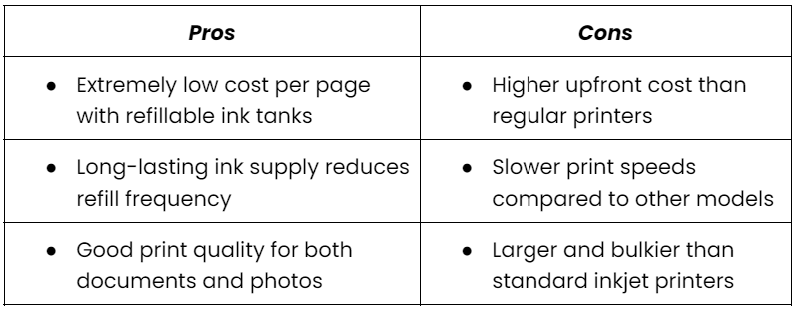 Pros
Cons
● Extremely low cost per page
with refillable ink tanks
● Higher upfront cost than
regular printers
● Long-lasting ink supply reduces
refill frequency
● Slower print speeds
compared to other models
● Good print quality for both
documents and photos
● Larger and bulkier than
standard inkjet printers